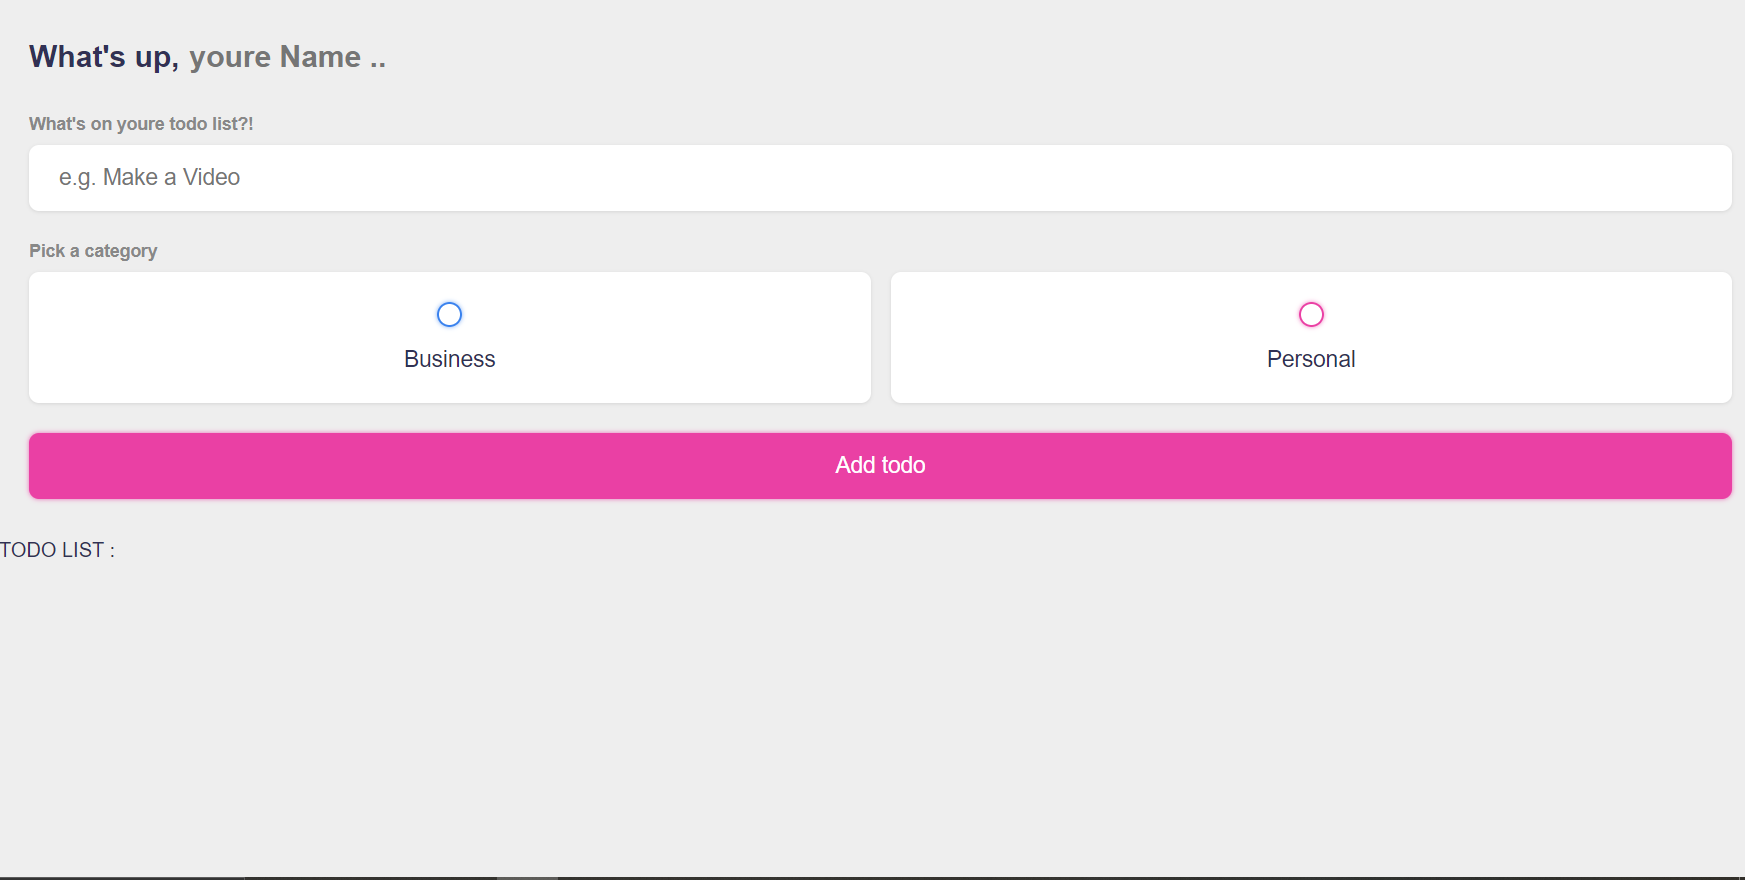 What's up, youre Name ..
What's on youre todo list?!
e.g. Make a Video
Pick a category
Business
Personal
Add todo
TODO LIST :